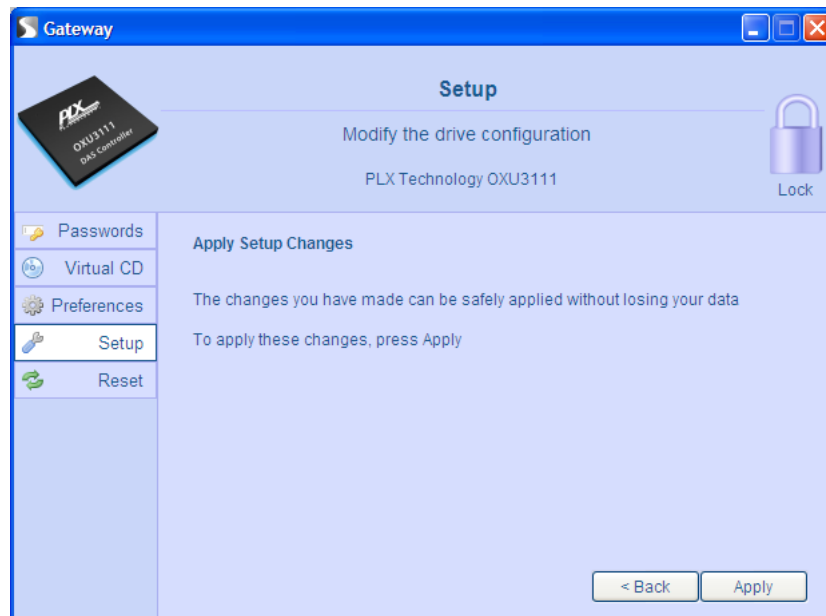 Gateway
PLX
OXU3111
DAS Controller
Setup
Modify the drive configuration
PLX Technology OXU3111
Lock
Passwords
Virtual CD
Preferences
Setup
Reset
Apply Setup Changes
The changes you have made can be safely applied without losing your data
To apply these changes, press Apply
< Back
Apply